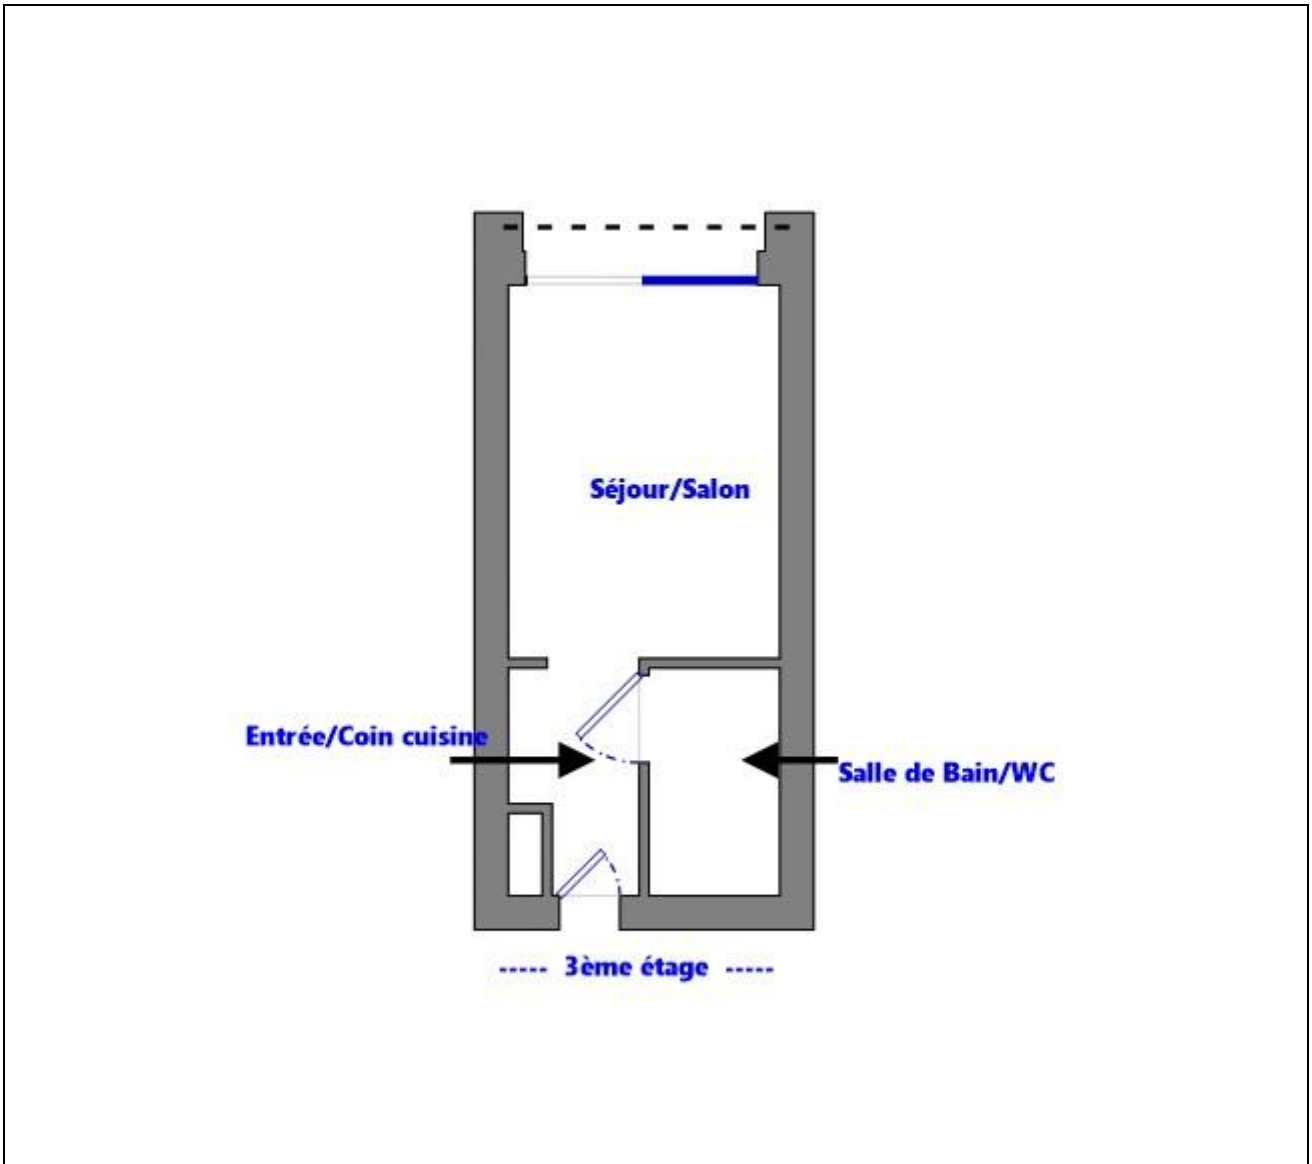 Séjour/Salon
Entrée/Coin cuisine
Salle de Bain/WC
----- 3ème étage -----